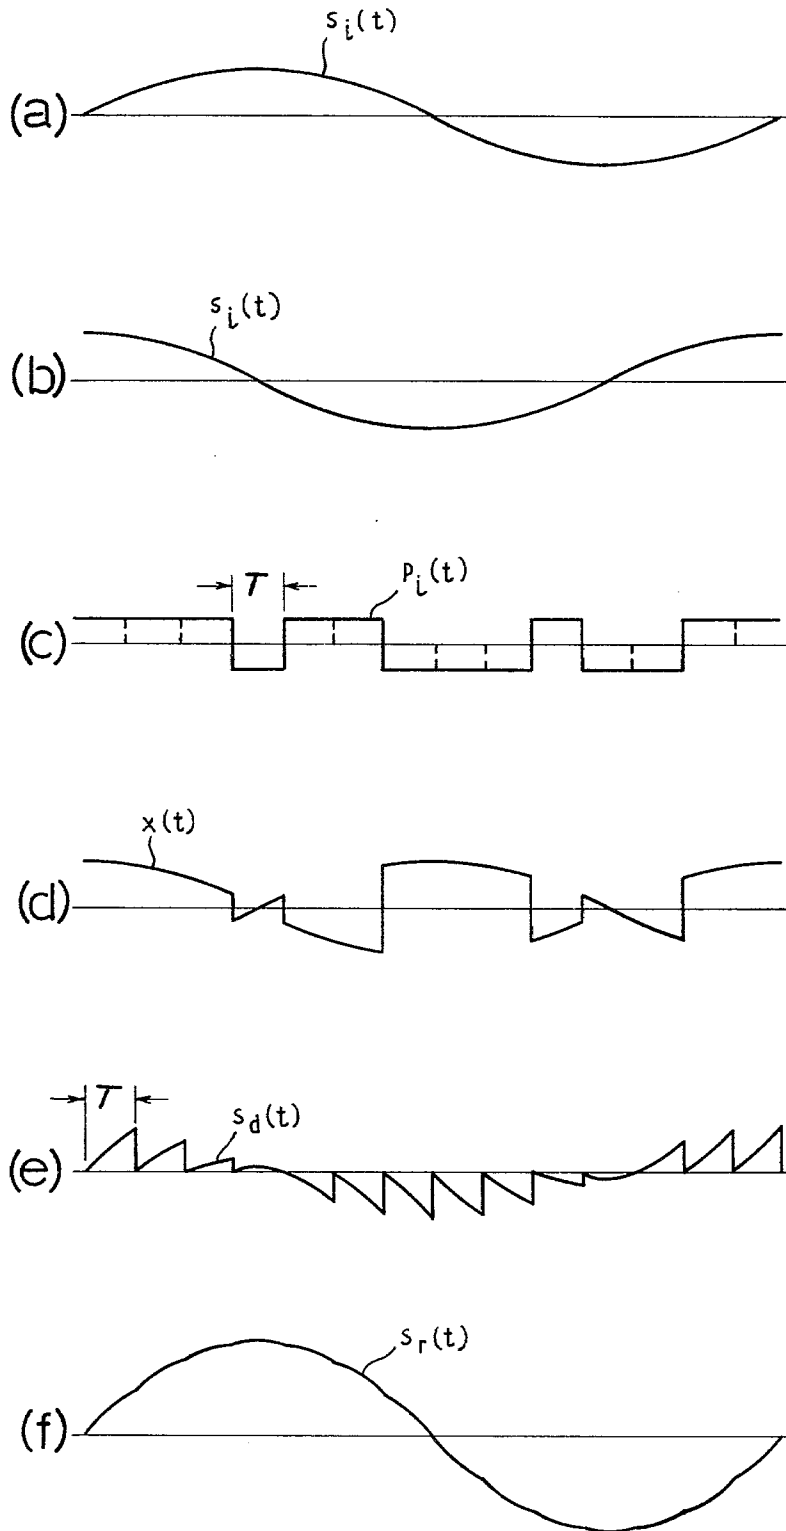 s_i(t)
(a)
s_i(t)
(b)
T
P_i(t)
(c)
x(t)
(d)
T
s_d(t)
(e)
s_r(t)
(f)